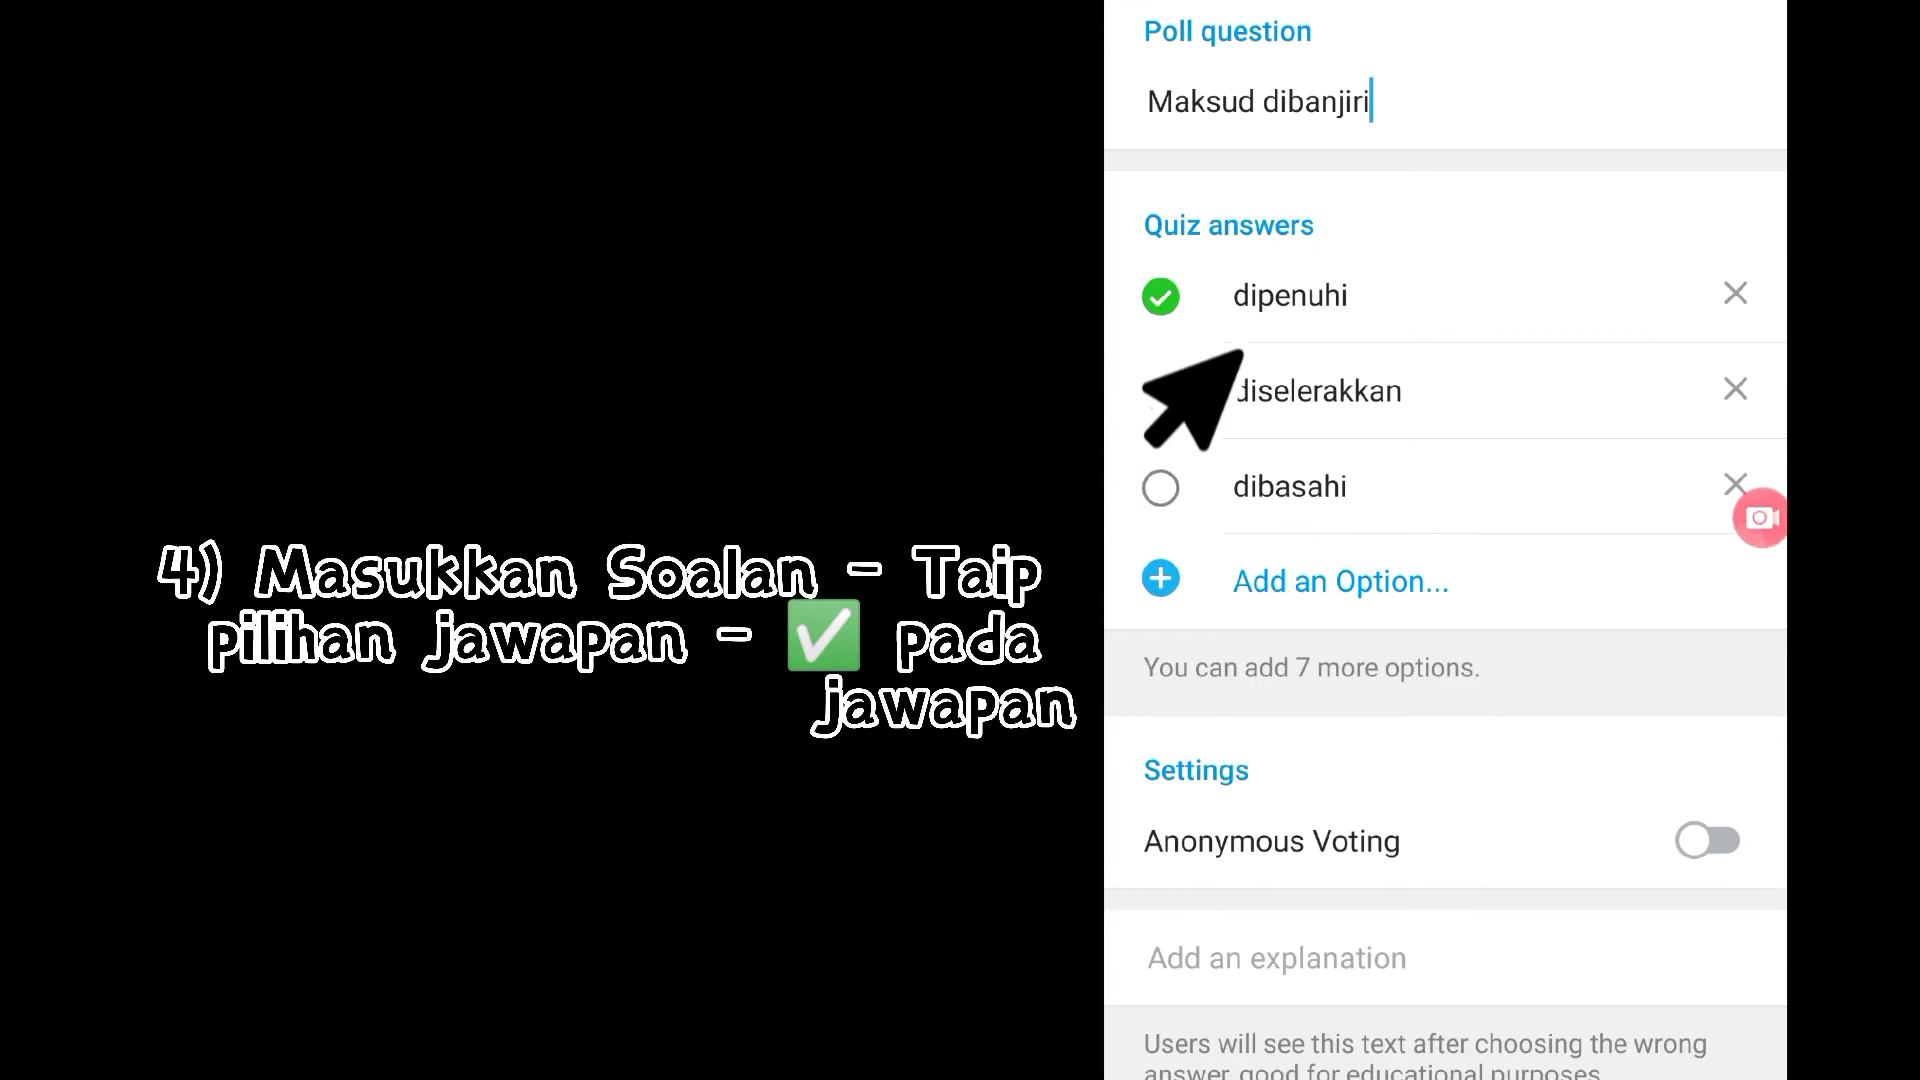 4) Masukkan Soalan - Taip
pilihan jawapan - ✅ pada
jawapan
Poll question
Maksud dibanjiri
Quiz answers
dipenuhi
diselerakkan
dibasahi
Add an Option...
You can add 7 more options.
Settings
Anonymous Voting
Add an explanation
Users will see this text after choosing the wrong
answer, good for educational purposes.